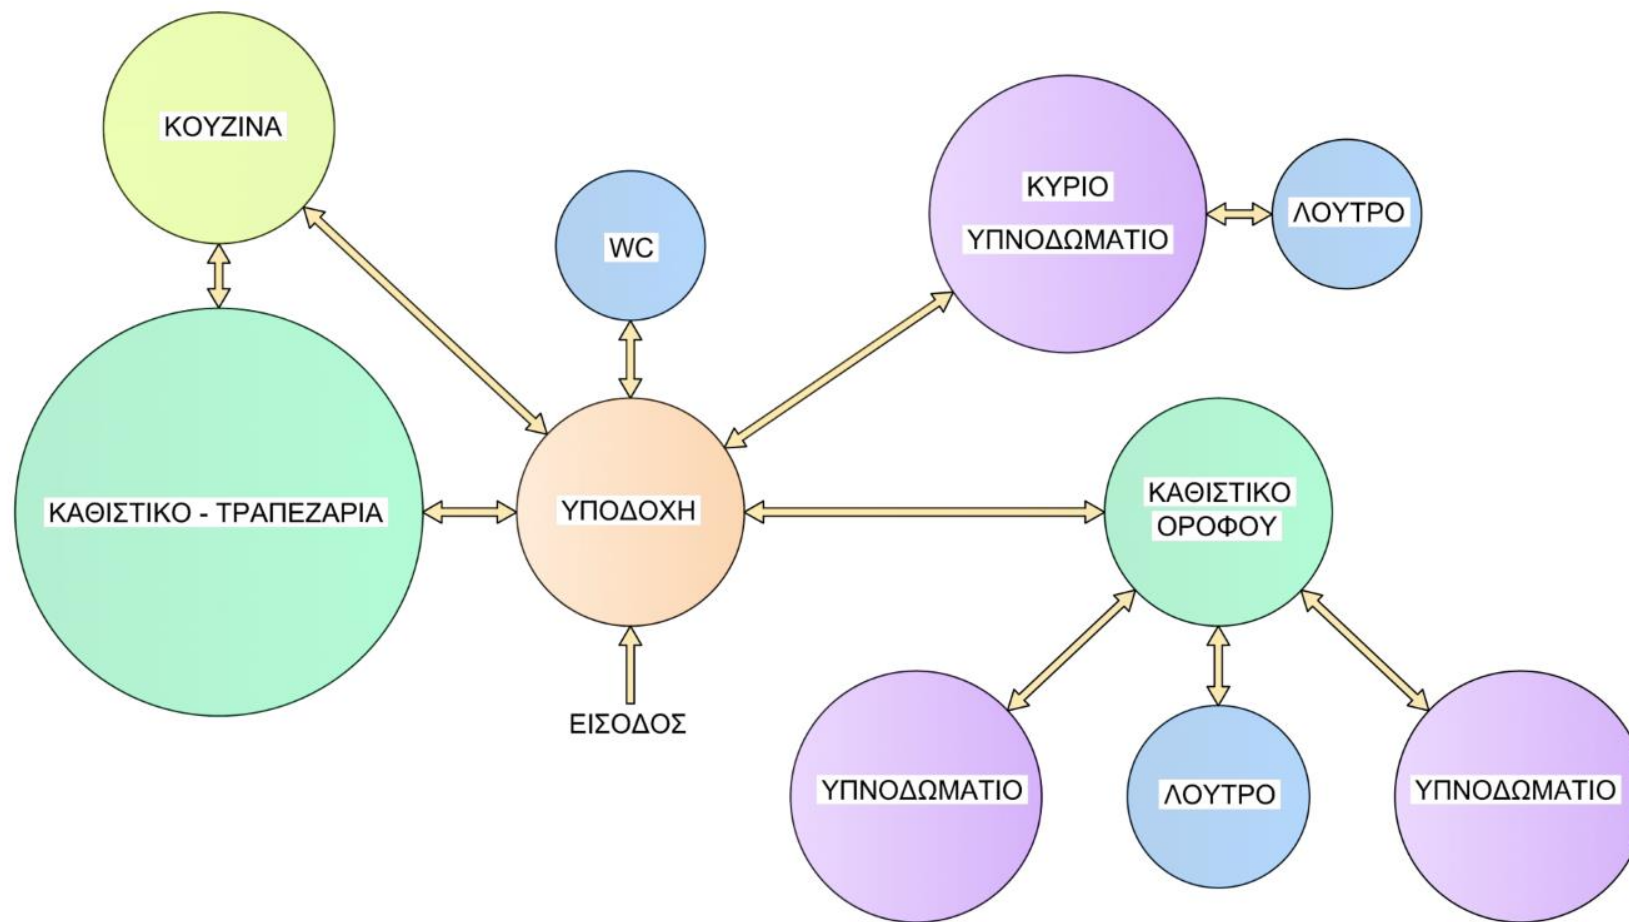 ΚΟΥΖΙΝΑ
WC
ΚΥΡΙΟ
ΥΠΝΟΔΩΜΑΤΙΟ
ΛΟΥΤΡΟ
ΚΑΘΙΣΤΙΚΟ - ΤΡΑΠΕΖΑΡΙΑ
ΥΠΟΔΟΧΗ
ΚΑΘΙΣΤΙΚΟ
ΟΡΟΦΟΥ
ΕΙΣΟΔΟΣ
ΥΠΝΟΔΩΜΑΤΙΟ
ΛΟΥΤΡΟ
ΥΠΝΟΔΩΜΑΤΙΟ